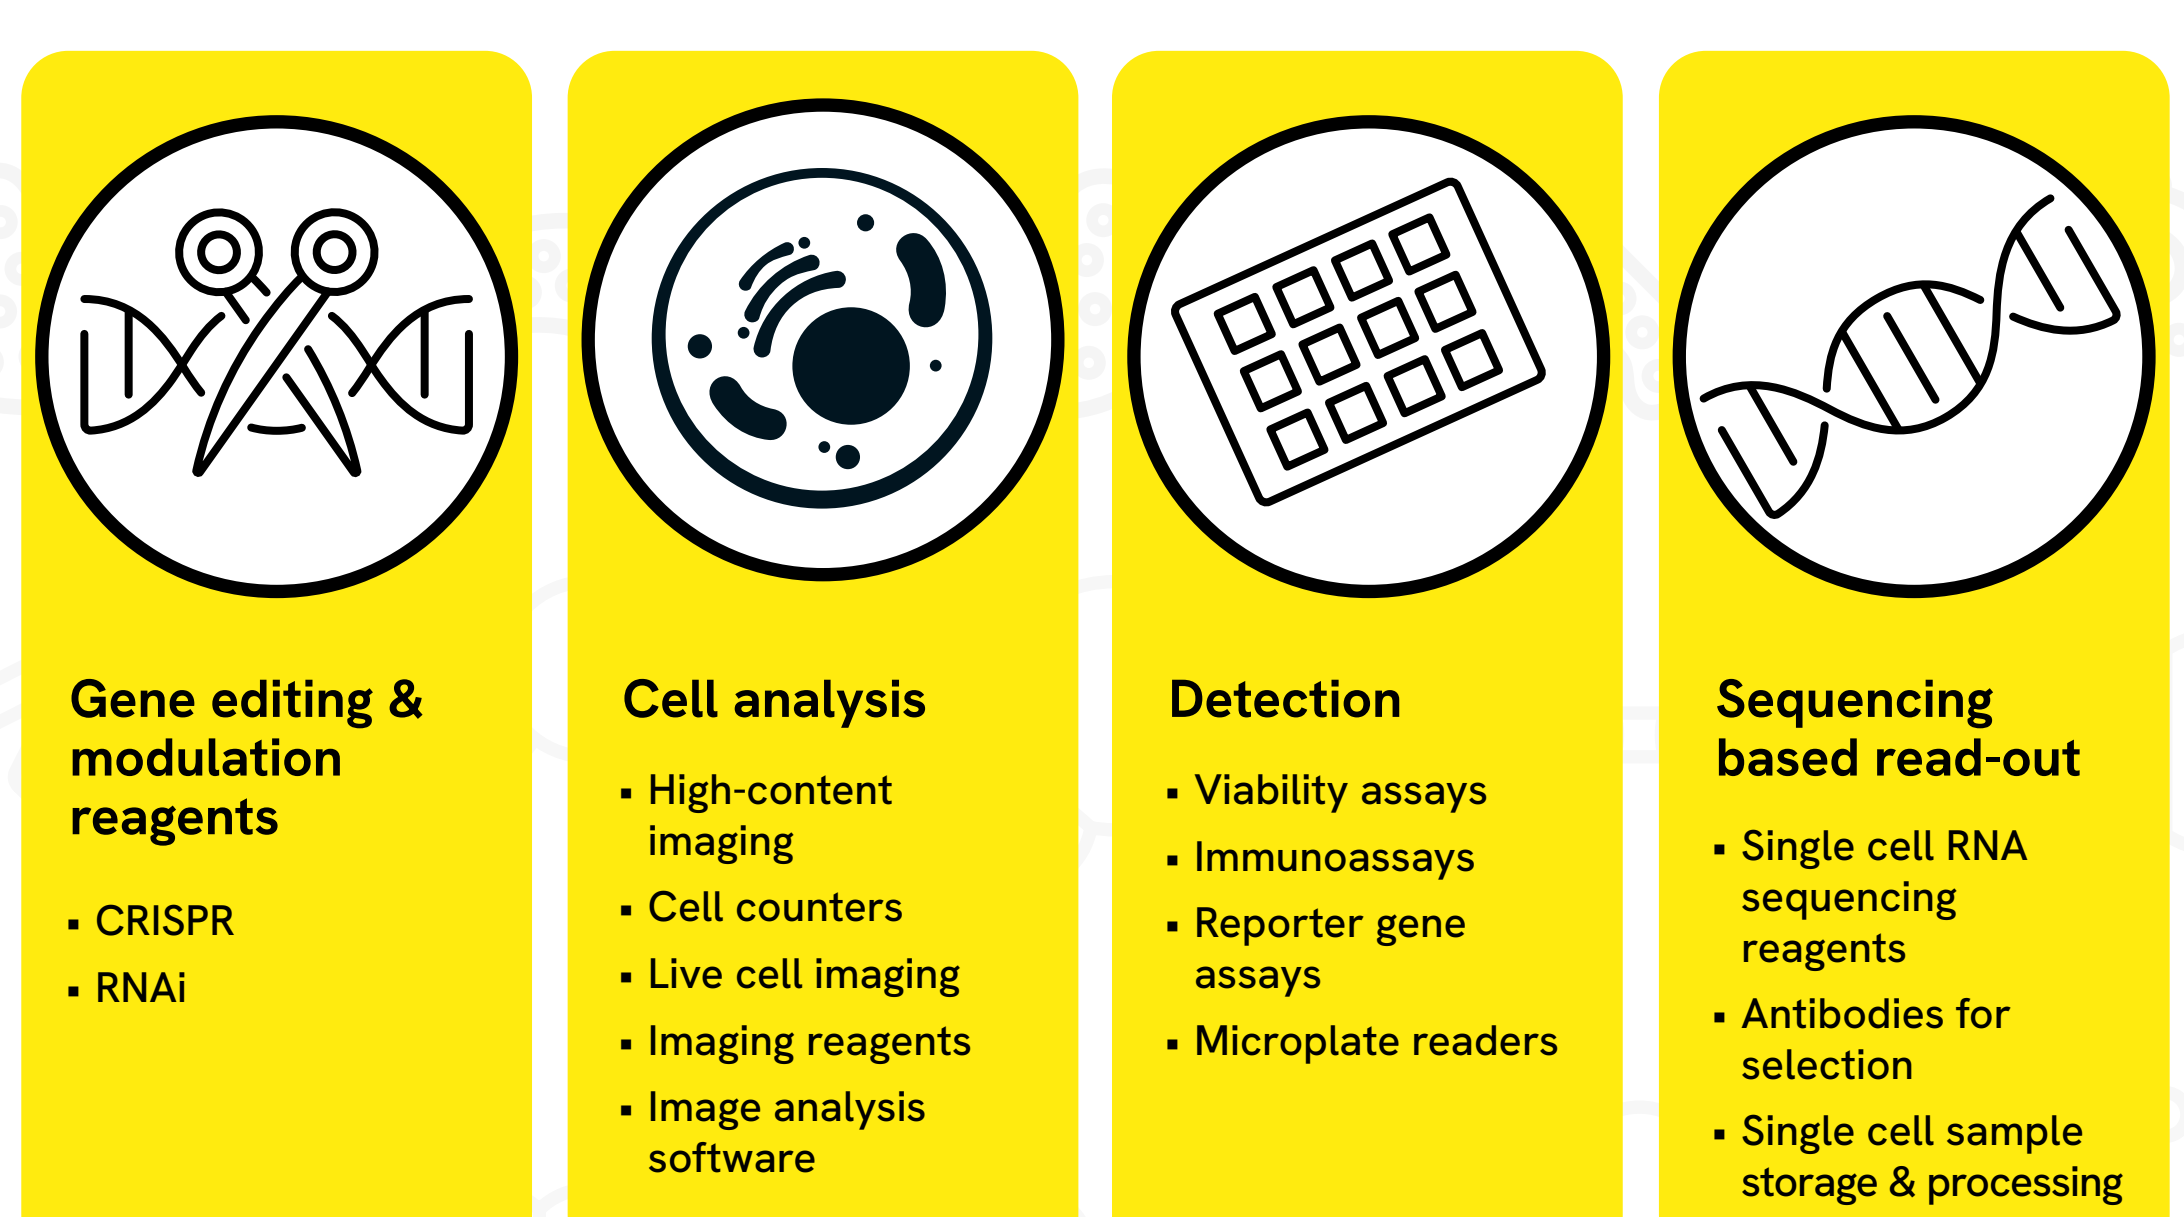 Gene editing &
modulation
reagents
▪ CRISPR
▪ RNAi
Cell analysis
▪ High-content
imaging
▪ Cell counters
▪ Live cell imaging
▪ Imaging reagents
▪ Image analysis
software
Detection
▪ Viability assays
▪ Immunoassays
▪ Reporter gene
assays
▪ Microplate readers
Sequencing
based read-out
▪ Single cell RNA
sequencing
reagents
▪ Antibodies for
selection
▪ Single cell sample
storage & processing